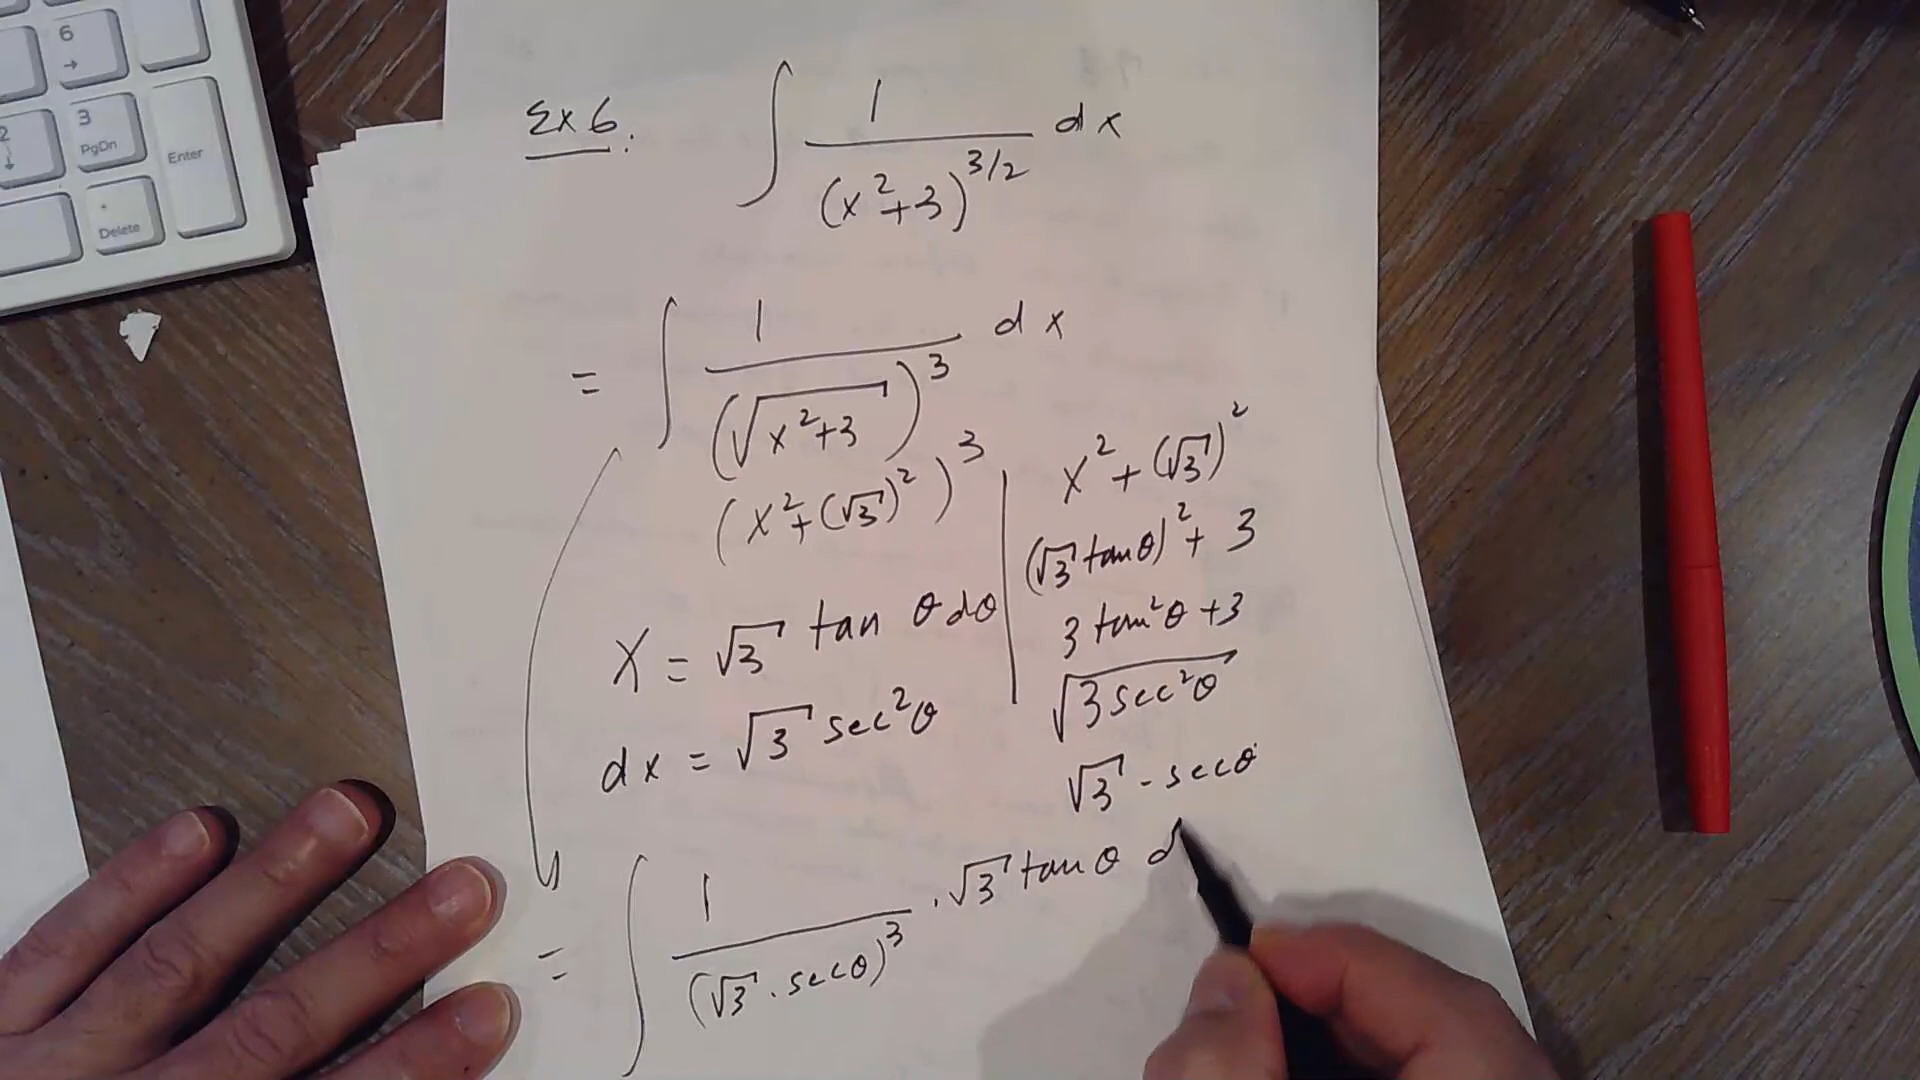 6
→
2
↓
3
PgDn
Enter
.
Delete
Ex 6. ∫ 1/(x²+3)^(3/2) dx
= ∫ 1/(√(x²+3))³ dx
(x²+(√3)²)³
x = √3 tan θ dθ
dx = √3 sec²θ
x² + (√3)²
(√3 tanθ)² + 3
3 tan²θ + 3
√(3 sec²θ)
√3 · secθ
= ∫ 1/(√3 · secθ)³ · √3 tan θ d